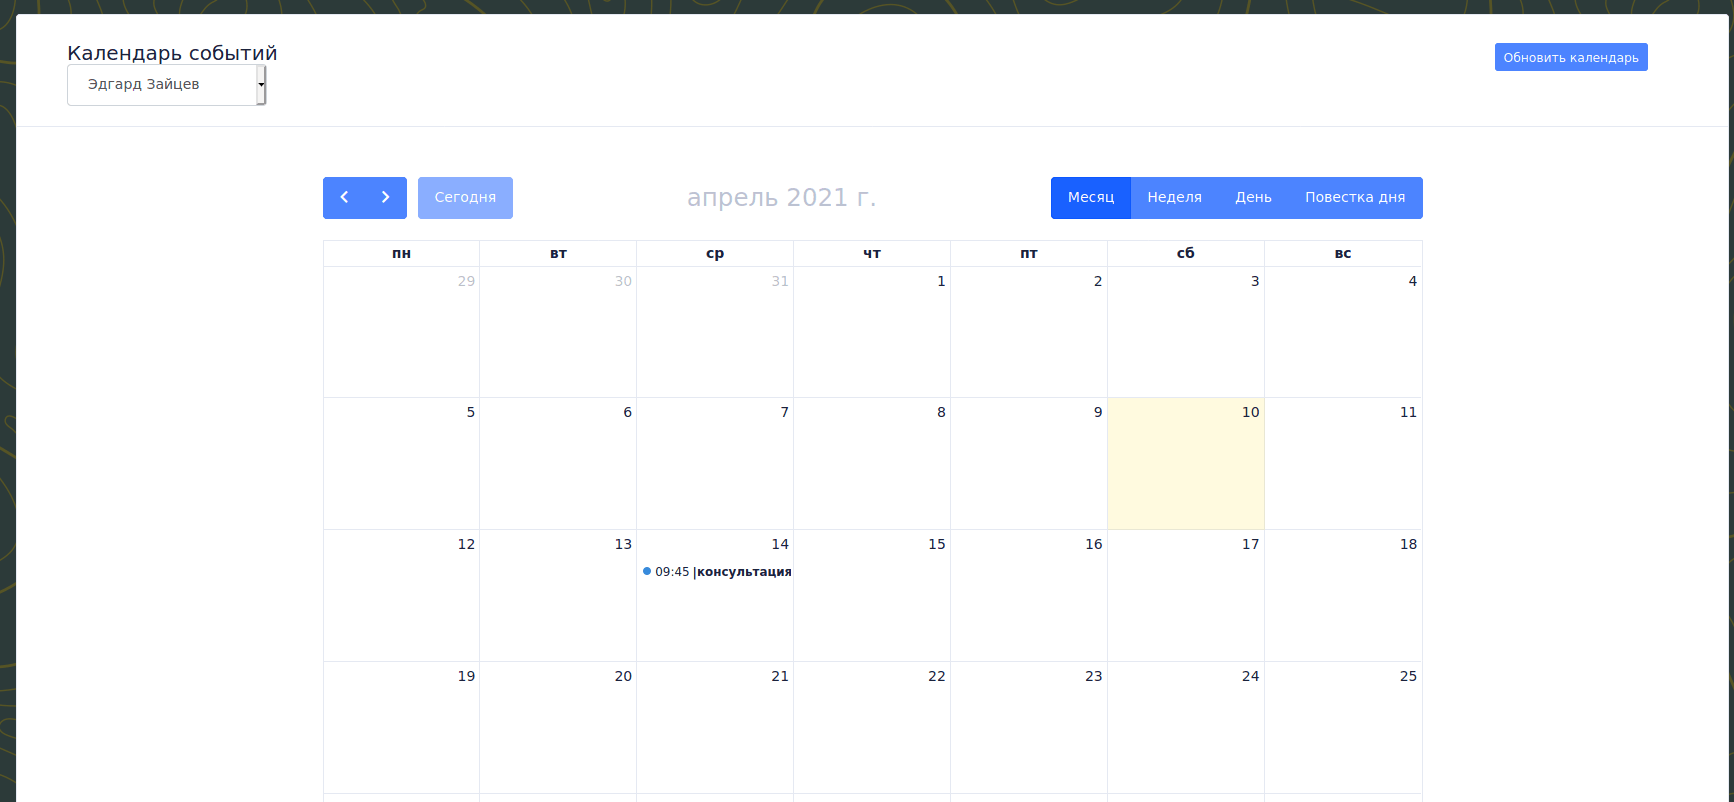 Календарь событий
Обновить календарь
Эдгард Зайцев
Сегодня
апрель 2021 г.
Месяц Неделя День Повестка дня
пн вт ср чт пт сб вс
29 30 31 1 2 3 4
5 6 7 8 9 10 11
12 13 14 15 16 17 18
09:45 |консультация
19 20 21 22 23 24 25